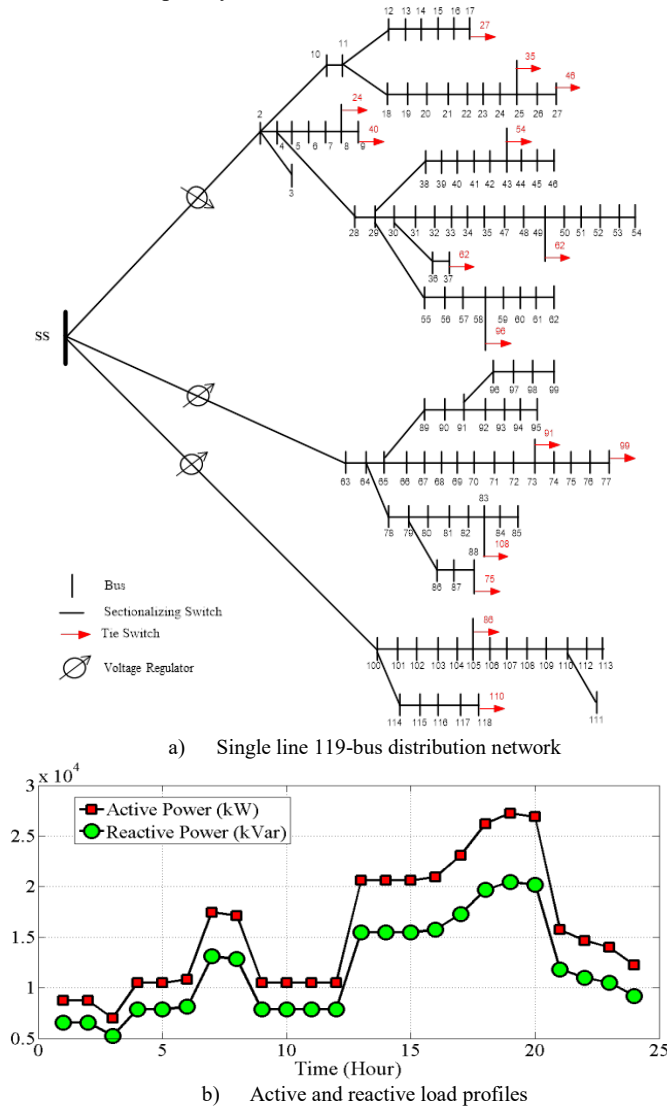 12 13 14 15 16 17
27
10 11
35
46
18 19 20 21 22 23 24 25 26 27
24
2
40
4 5 6 7 8 9
3
54
38 39 40 41 42 43 44 45 46
28 29 30 31 32 33 34 35 47 48 49 50 51 52 53 54
62
62
36 37
55 56 57 58 59 60 61 62
96
SS
96 97 98 99
89 90 91 92 93 94 95
91
99
63 64 65 66 67 68 69 70 71 72 73 74 75 76 77
83
78 79 80 81 82 84 85
88
108
75
86 87
86
100 101 102 103 104 105 106 107 108 109 110 112 113
111
110
114 115 116 117 118
Bus
Sectionalizing Switch
Tie Switch
Voltage Regulator
a) Single line 119-bus distribution network
x 10^4
3
2.5
2
1.5
1
0.5
Active Power (kW)
Reactive Power (kVar)
0 5 10 15 20 25
Time (Hour)
b) Active and reactive load profiles